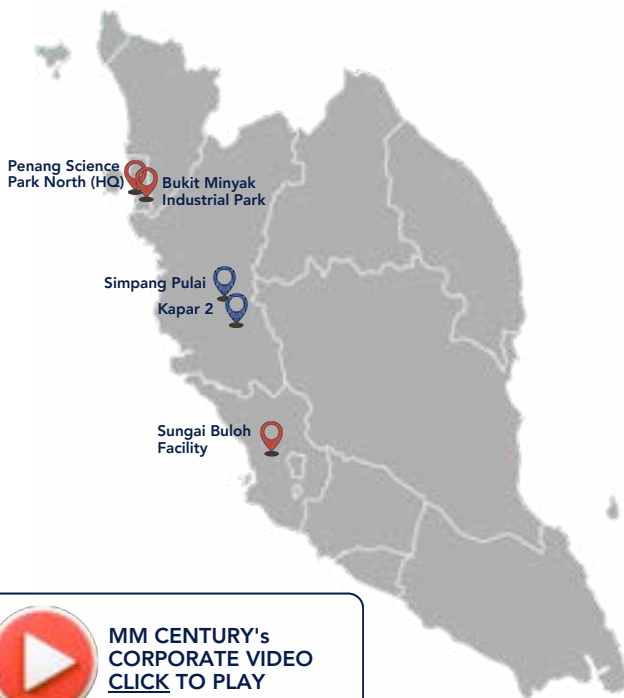 Penang Science
Park North (HQ)
Bukit Minyak
Industrial Park
Simpang Pulai
Kapar 2
Sungai Buloh
Facility
MM CENTURY's
CORPORATE VIDEO
CLICK TO PLAY